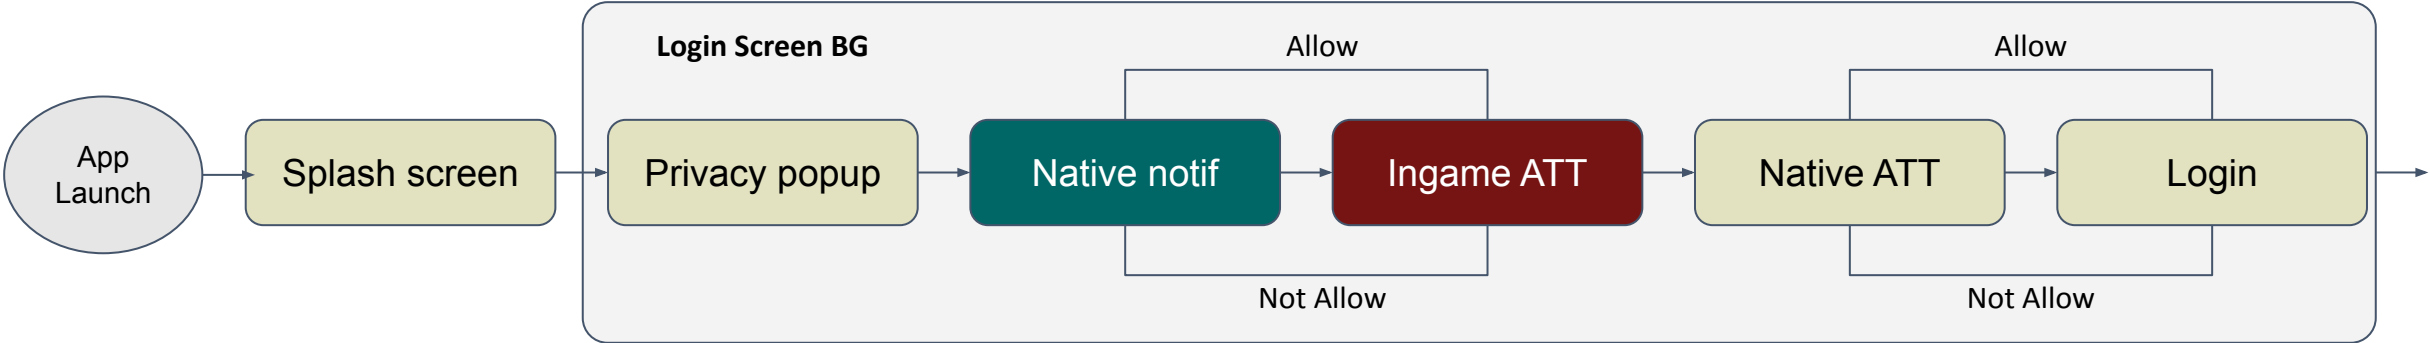 Login Screen BG
Allow
Allow
App
Launch
Splash screen
Privacy popup
Native notif
Ingame ATT
Native ATT
Login
Not Allow
Not Allow